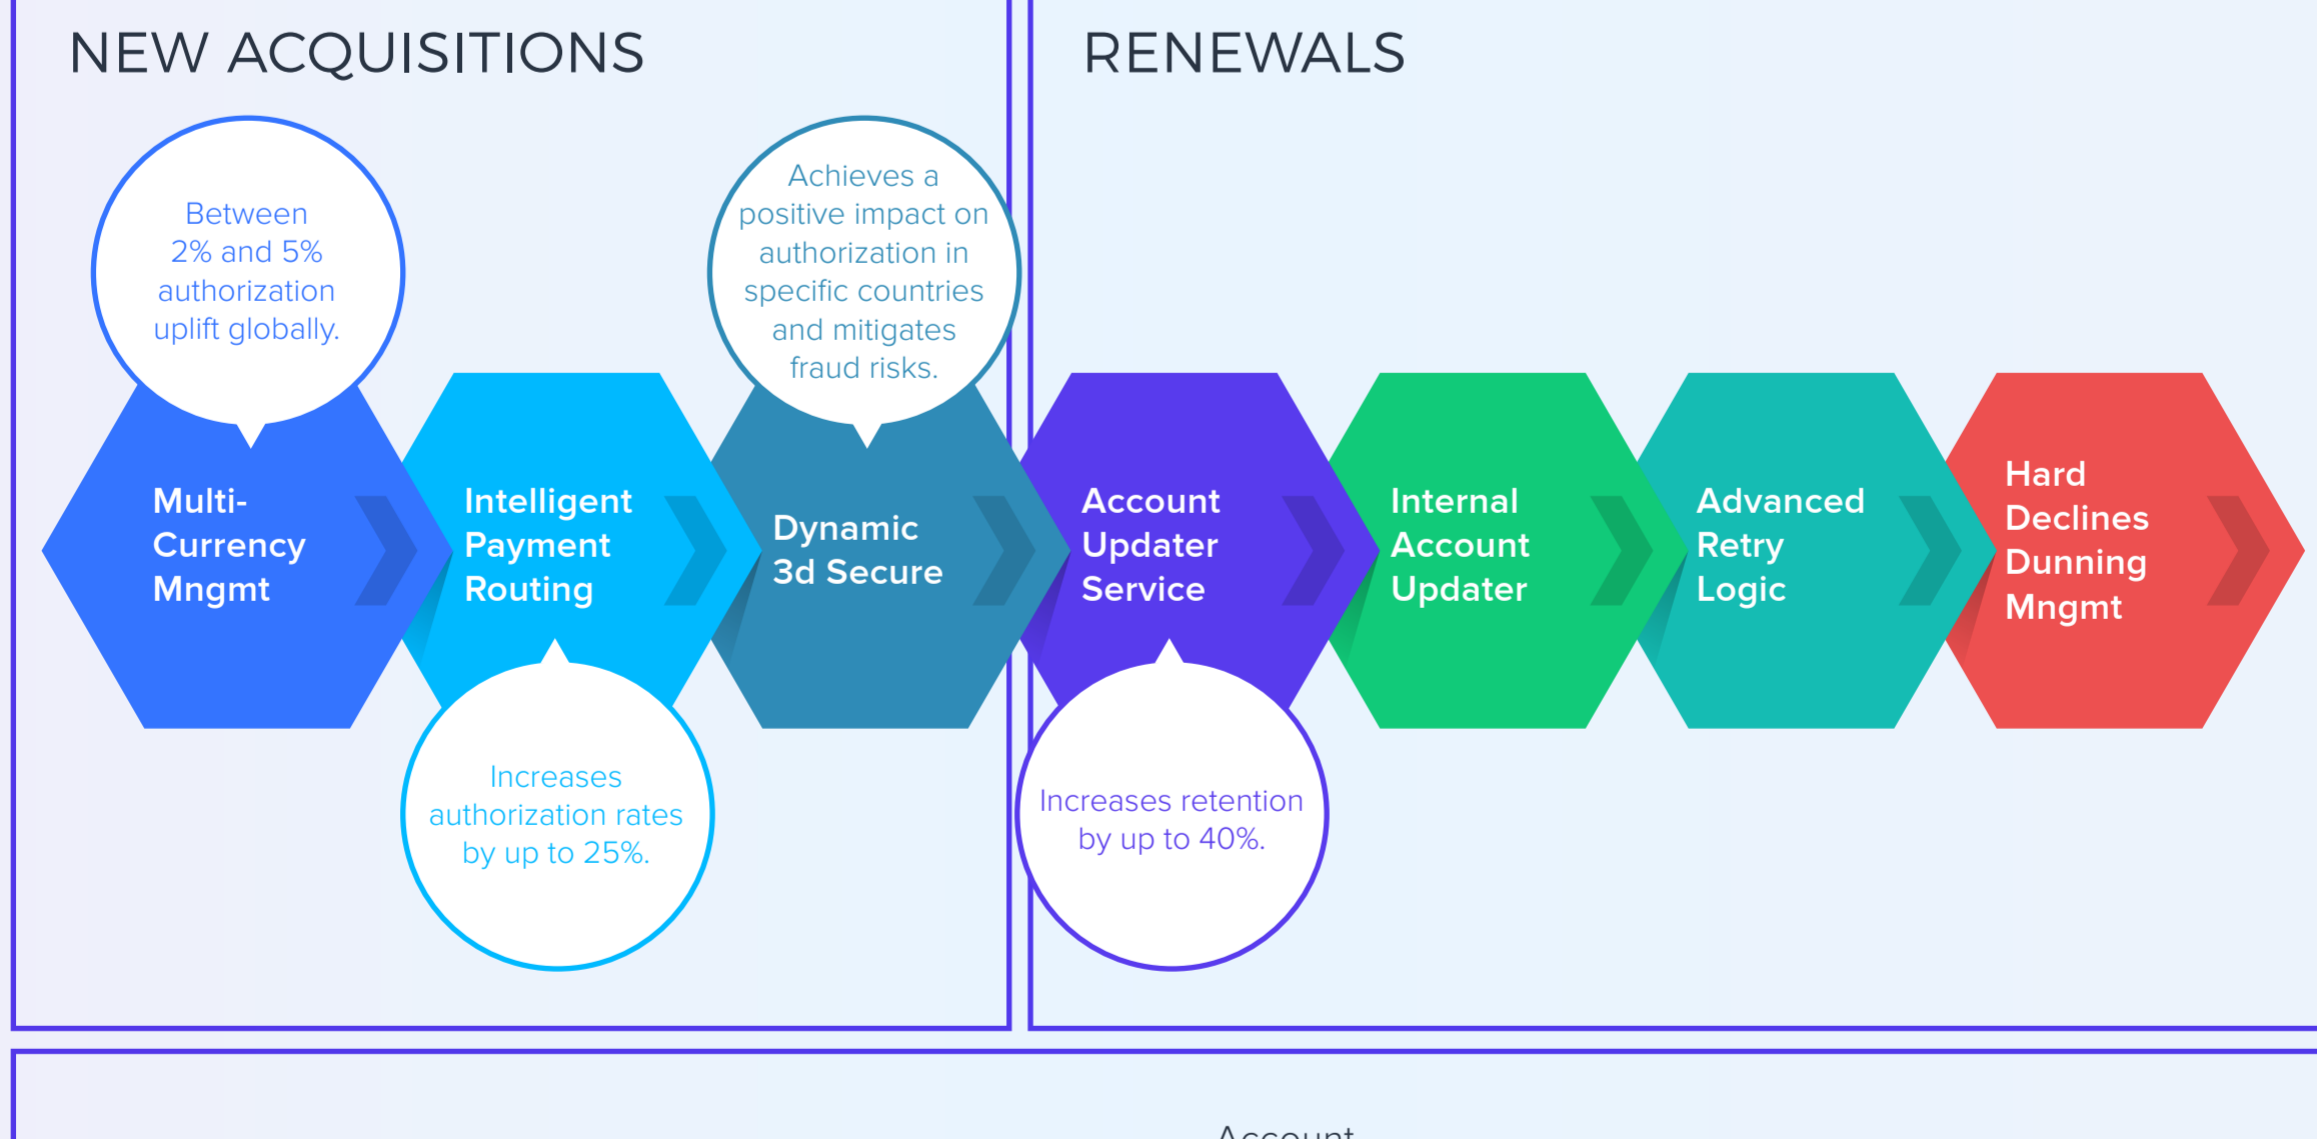 NEW ACQUISITIONS
RENEWALS
Between
2% and 5%
authorization
uplift globally.
Achieves a
positive impact on
authorization in
specific countries
and mitigates
fraud risks.
Multi-
Currency
Mngmt
Intelligent
Payment
Routing
Dynamic
3d Secure
Account
Updater
Service
Internal
Account
Updater
Advanced
Retry
Logic
Hard
Declines
Dunning
Mngmt
Increases
authorization rates
by up to 25%.
Increases retention
by up to 40%.
Account